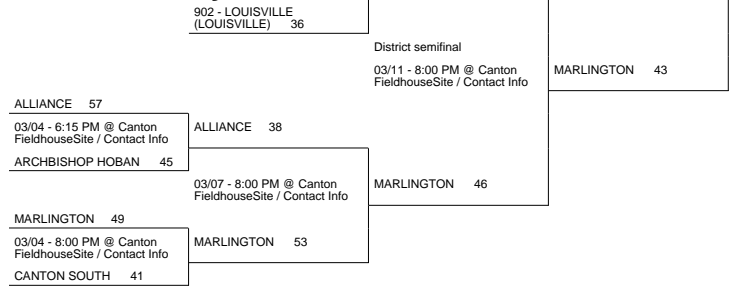 902 - LOUISVILLE
(LOUISVILLE) 36
District semifinal
03/11 - 8:00 PM @ Canton
FieldhouseSite / Contact Info
MARLINGTON 43
ALLIANCE 57
03/04 - 6:15 PM @ Canton
FieldhouseSite / Contact Info
ALLIANCE 38
ARCHBISHOP HOBAN 45
03/07 - 8:00 PM @ Canton
FieldhouseSite / Contact Info
MARLINGTON 46
MARLINGTON 49
03/04 - 8:00 PM @ Canton
FieldhouseSite / Contact Info
MARLINGTON 53
CANTON SOUTH 41